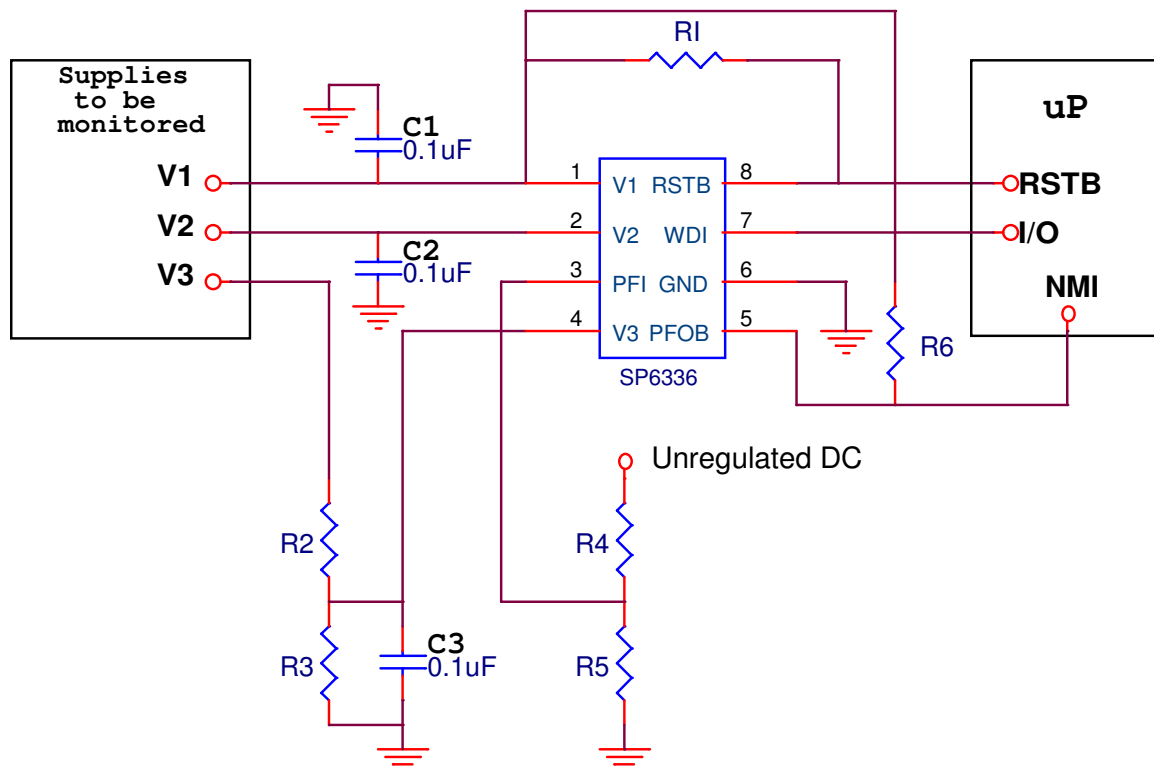 RI
Supplies
to be
monitored
uP
C1
0.1uF
V1
1
V1 RSTB
8
RSTB
V2
2
V2 WDI
7
I/O
C2
0.1uF
V3
3
PFI GND
6
NMI
4
V3 PFOB
5
R6
SP6336
Unregulated DC
R2
R4
C3
0.1uF
R3
R5